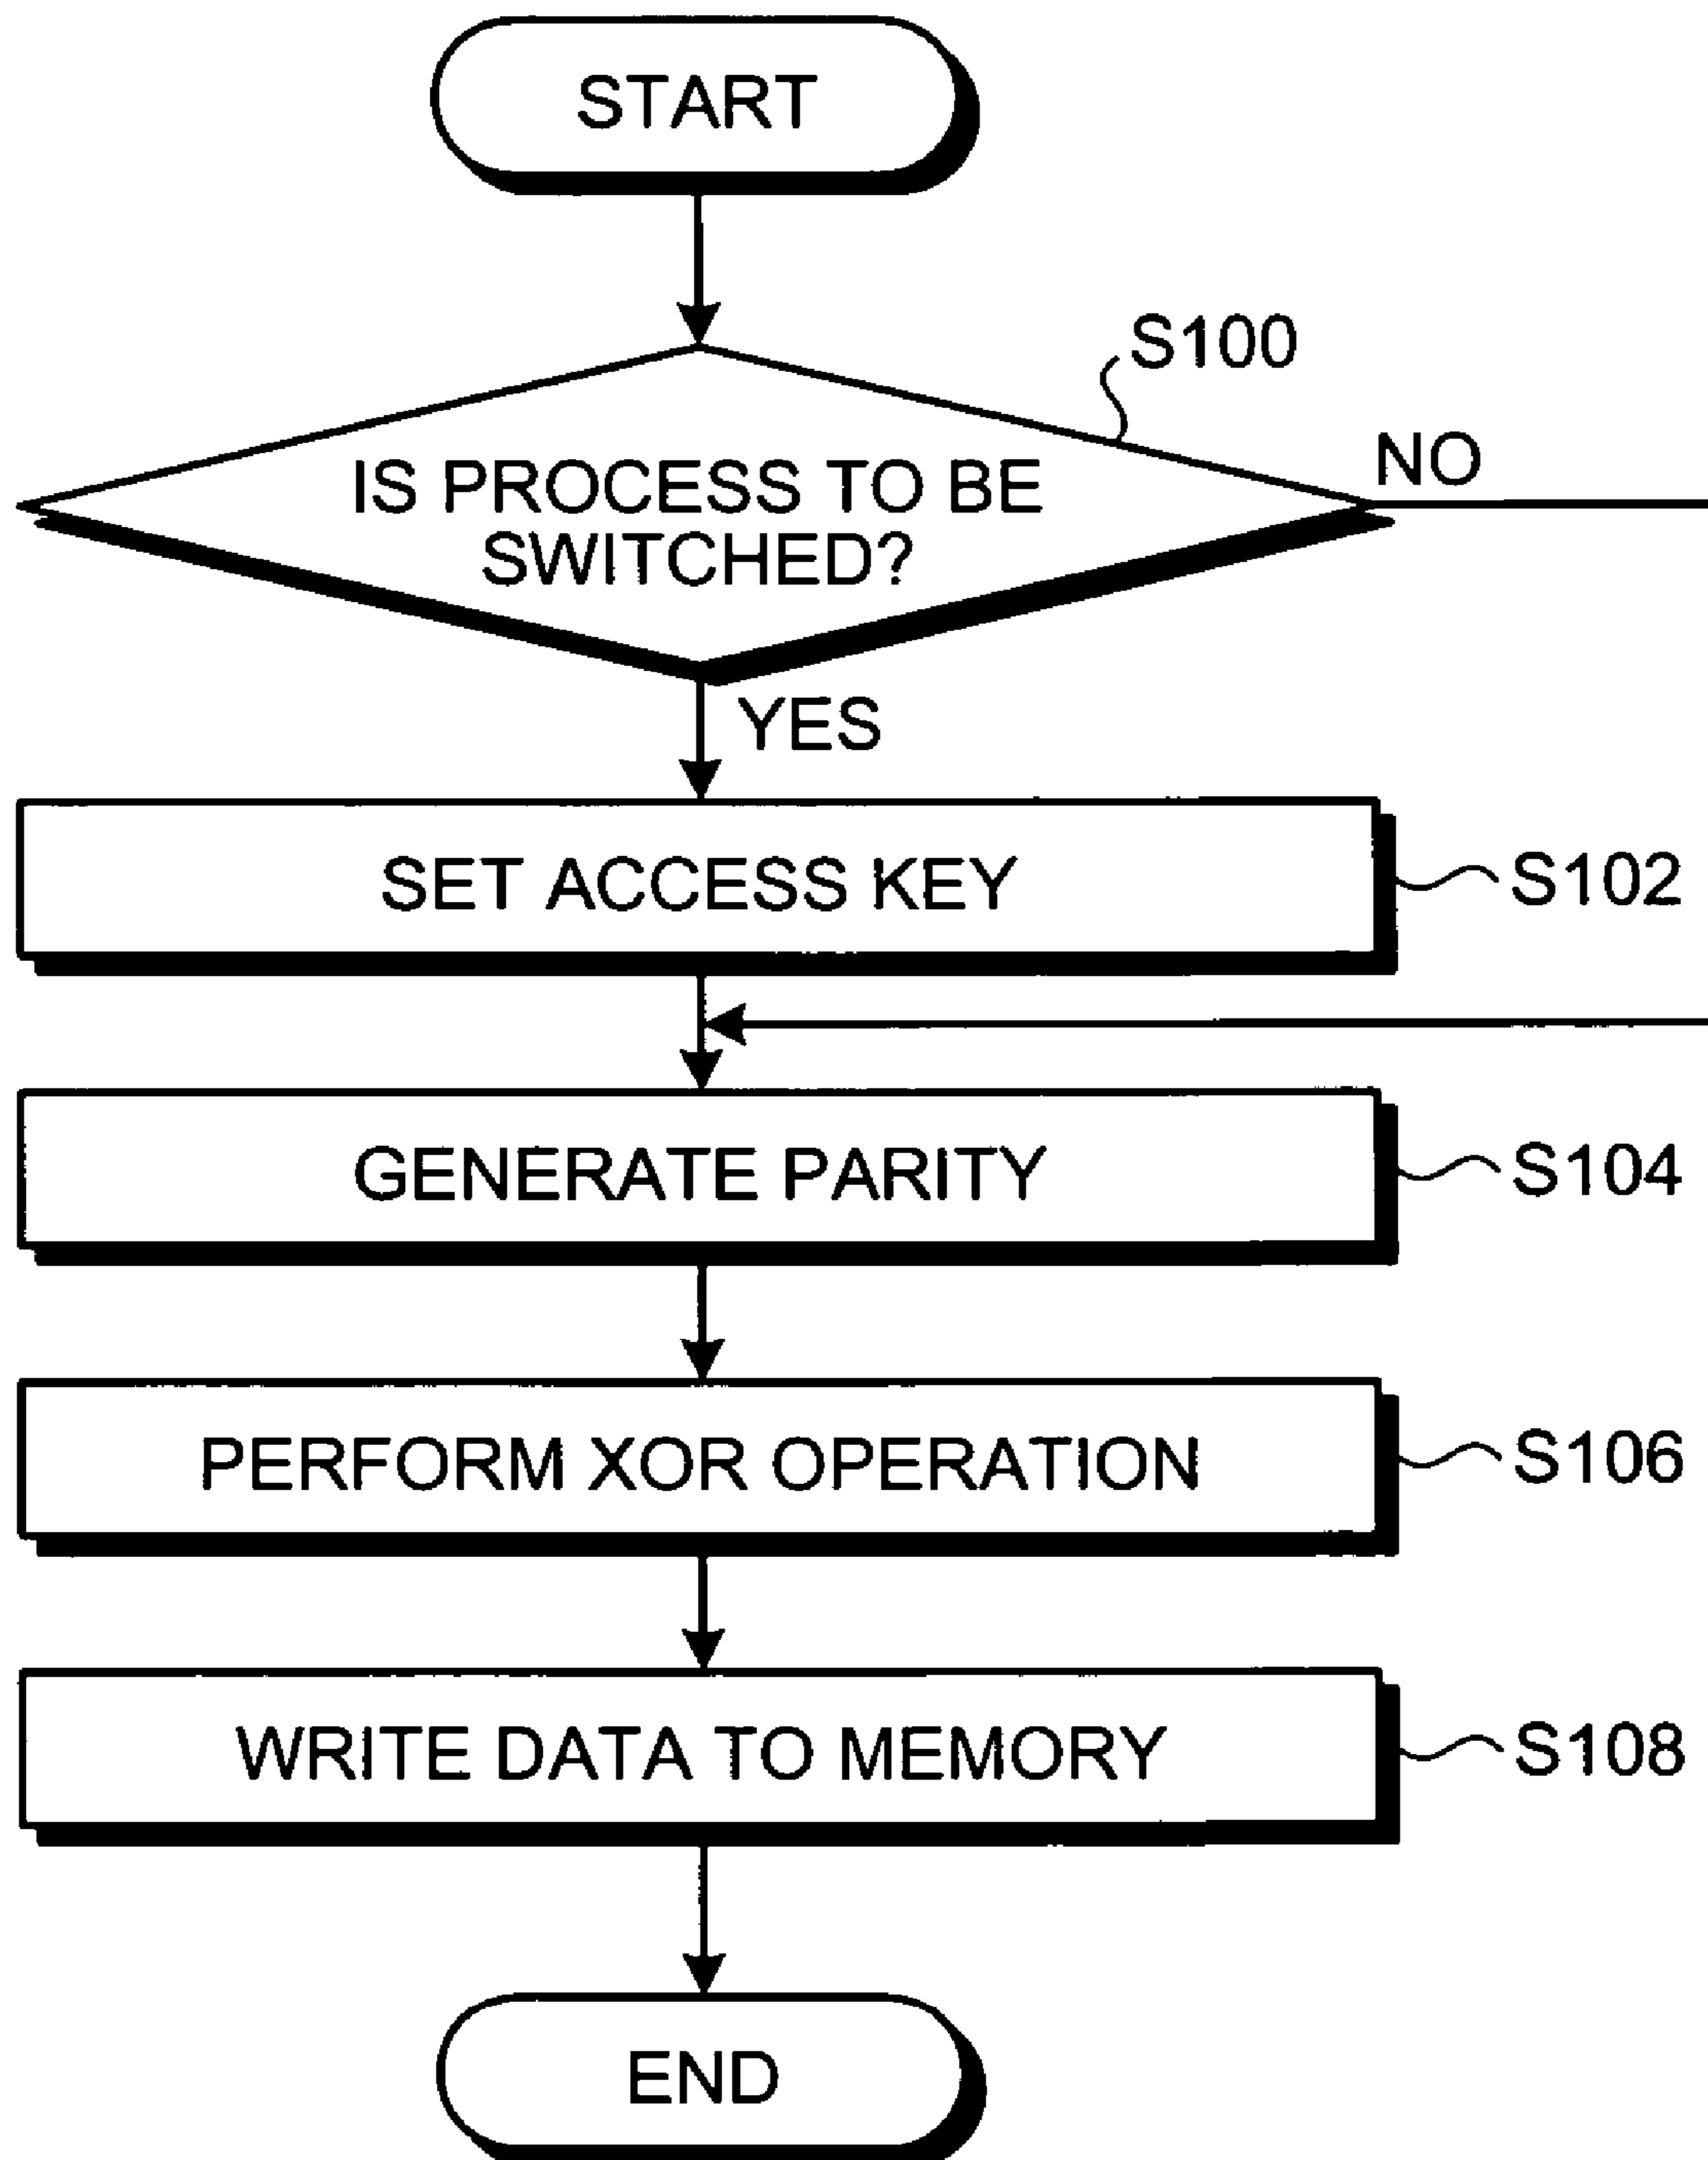 START
S100
IS PROCESS TO BE
SWITCHED?
NO
YES
SET ACCESS KEY
S102
GENERATE PARITY
S104
PERFORM XOR OPERATION
S106
WRITE DATA TO MEMORY
S108
END